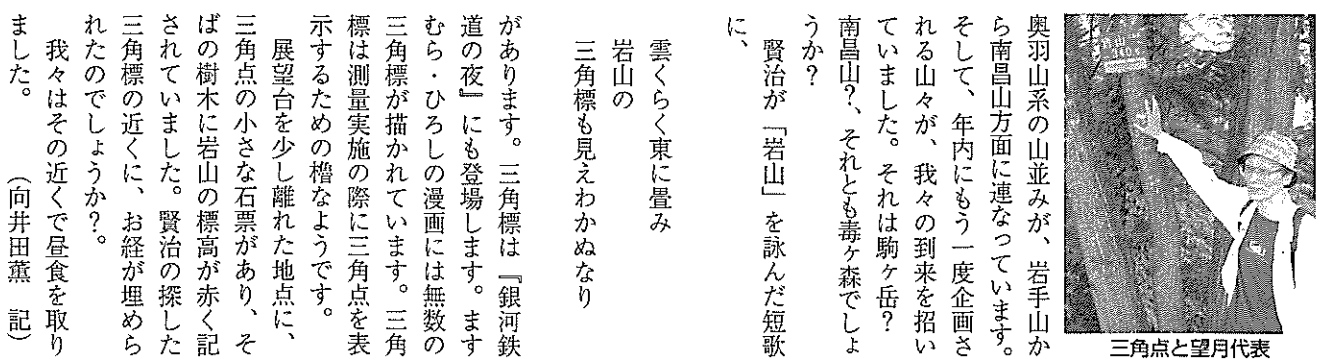 三角点と望月代表
奥羽山系の山並みが、岩手山か
ら南昌山方面に連なっています。
そして、年内にもう一度企画さ
れる山々が、我々の到来を招い
ていました。それは駒ヶ岳？
南昌山？、それとも毒ヶ森でしょ
うか？
賢治が「岩山」を詠んだ短歌
に、
雲くらく東に畳み
岩山の
三角標も見えわかぬなり
があります。三角標は『銀河鉄
道の夜』にも登場します。ます
むら・ひろしの漫画には無数の
三角標が描かれています。三角
標は測量実施の際に三角点を表
示するための櫓なようです。
展望台を少し離れた地点に、
三角点の小さな石票があり、そ
ばの樹木に岩山の標高が赤く記
されていました。賢治の探した
三角標の近くに、お経が埋めら
れたのでしょうか？。
我々はその近くで昼食を取り
ました。　（向井田薫　記）